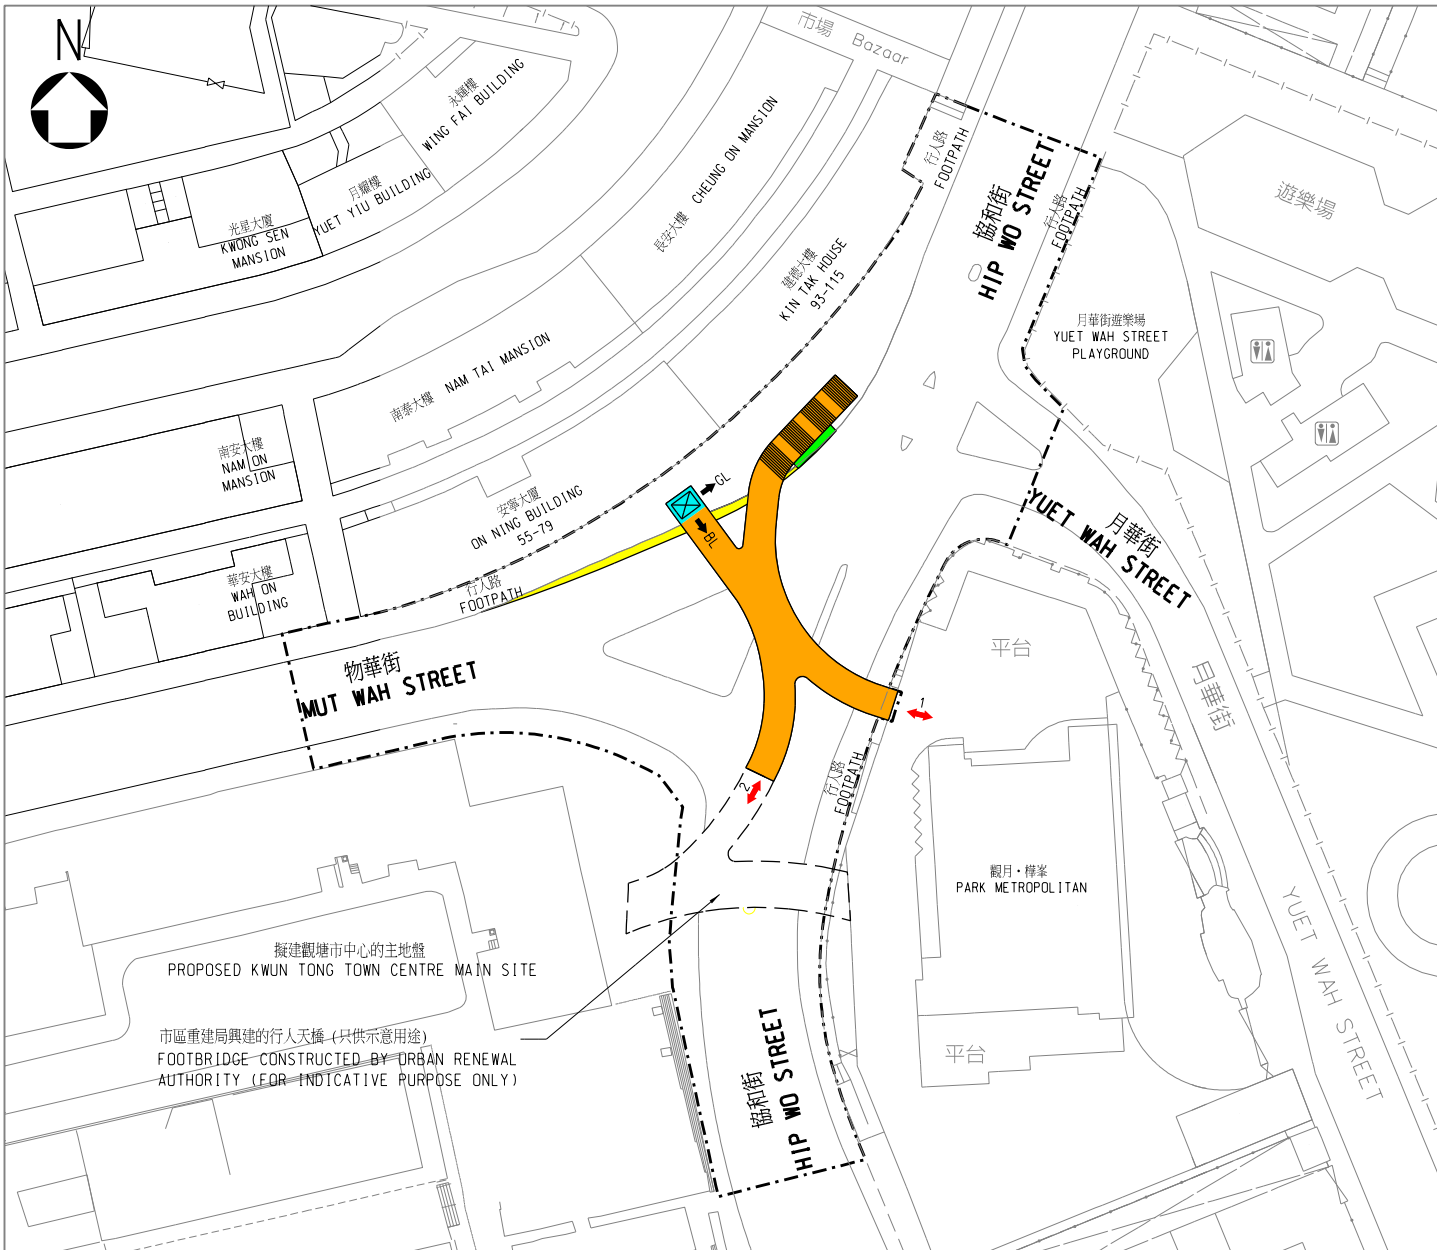 N
市場 Bazaar
永輝樓
WING FAI BUILDING
月耀樓
YUET YIU BUILDING
光星大廈
KWONG SEN
MANSION
長安大樓 CHEUNG ON MANSION
行人路
FOOTPATH
協和街
HIP WO STREET
行人路
FOOTPATH
遊樂場
建德大樓
KIN TAK HOUSE
93-115
月華街遊樂場
YUET WAH STREET
PLAYGROUND
南泰大樓 NAM TAI MANSION
南安大樓
NAM ON
MANSION
安寧大廈
ON NING BUILDING
55-79
GL
BL
月華街
YUET WAH STREET
華安大樓
WAH ON
BUILDING
行人路
FOOTPATH
物華街
MUT WAH STREET
平台
月華街
1
2
行人路
FOOTPATH
觀月·樺峯
PARK METROPOLITAN
擬建觀塘市中心的主地盤
PROPOSED KWUN TONG TOWN CENTRE MAIN SITE
市區重建局興建的行人天橋 (只供示意用途)
FOOTBRIDGE CONSTRUCTED BY URBAN RENEWAL
AUTHORITY (FOR INDICATIVE PURPOSE ONLY)
平台
YUET WAH STREET
協和街
HIP WO STREET